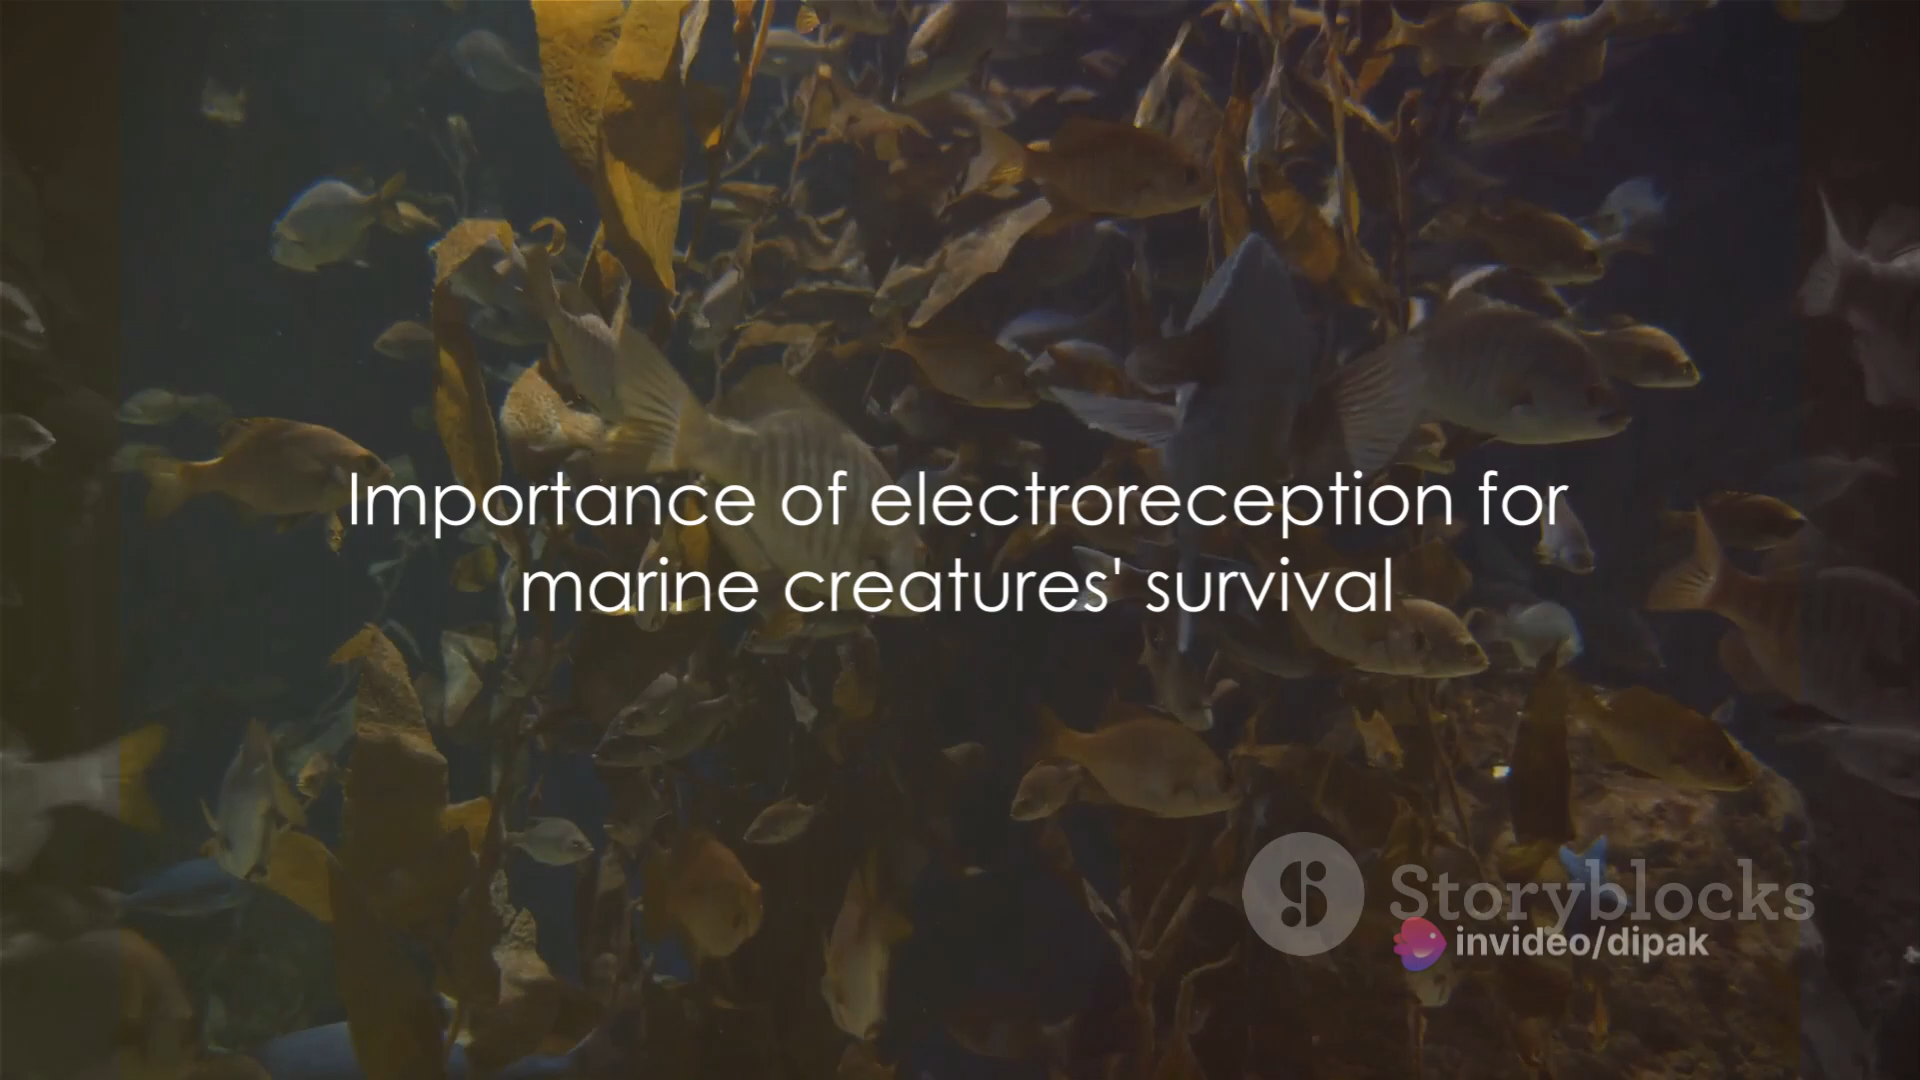 Importance of electroreception for
marine creatures' survival
Storyblocks
invideo/dipak